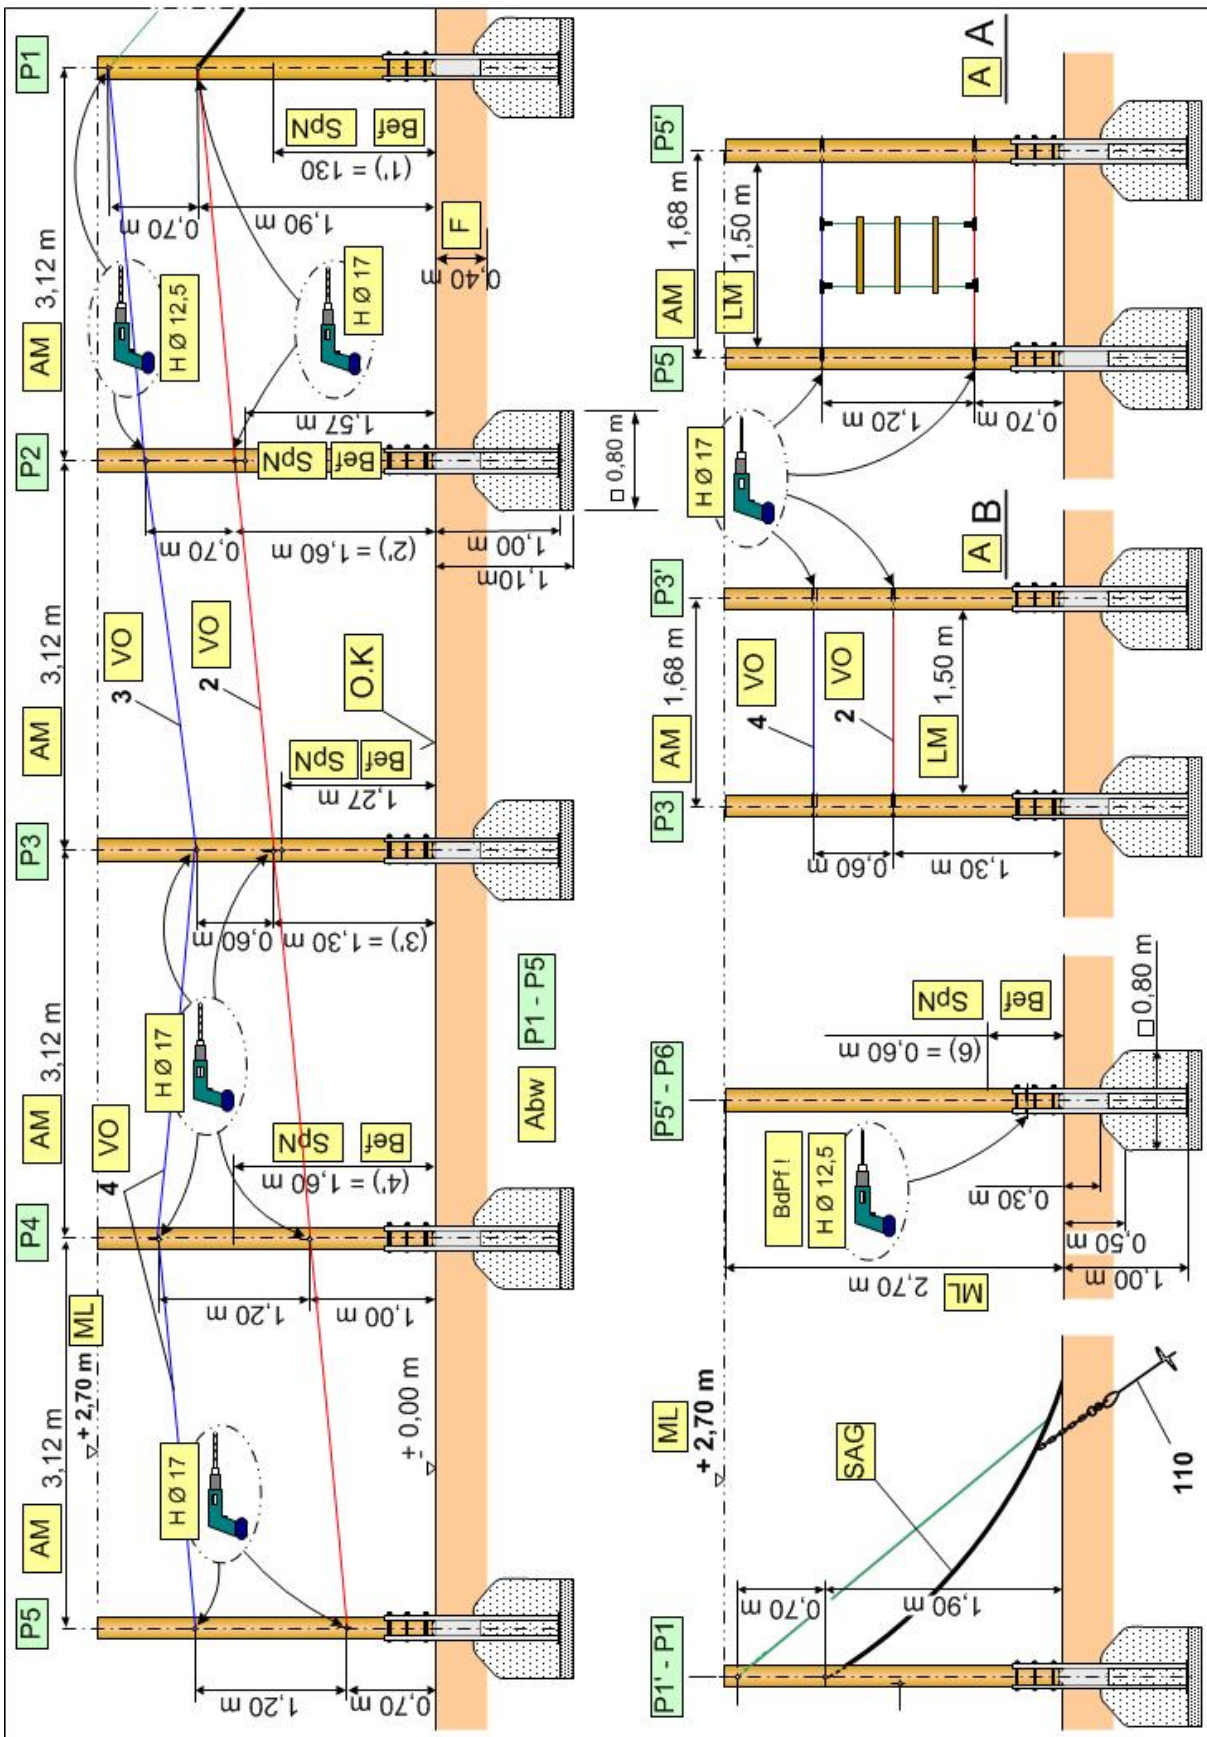 P5
AM
3,12 m
P4
AM
3,12 m
P3
AM
3,12 m
P2
AM
3,12 m
P1
+ 2,70 m
ML
4
VO
3
VO
2
VO
H Ø 17
H Ø 17
H Ø 12,5
H Ø 17
1,20 m
0,70 m
± 0,00 m
1,20 m
1,00 m
(4') = 1,60 m
SpN
Bef
0,60 m
(3') = 1,30 m
1,27 m
SpN
Bef
O.K
0,70 m
(2') = 1,60 m
1,57 m
SpN
Bef
1,00 m
1,10m
□ 0,80 m
0,70 m
1,90 m
(1') = 130
SpN
Bef
F
0,40 m
Abw
P1 - P5
P1' - P1
ML
+ 2,70 m
0,70 m
1,90 m
SAG
110
P5' - P6
BdPf !
H Ø 12,5
2,70 m
ML
(6) = 0,60 m
SpN
Bef
0,30 m
0,50 m
1,00 m
□ 0,80 m
P3
AM
1,68 m
P3'
4
VO
2
VO
0,60 m
1,30 m
LM
1,50 m
A
B
H Ø 17
P5
AM
1,68 m
P5'
LM
1,50 m
1,20 m
0,70 m
A
A